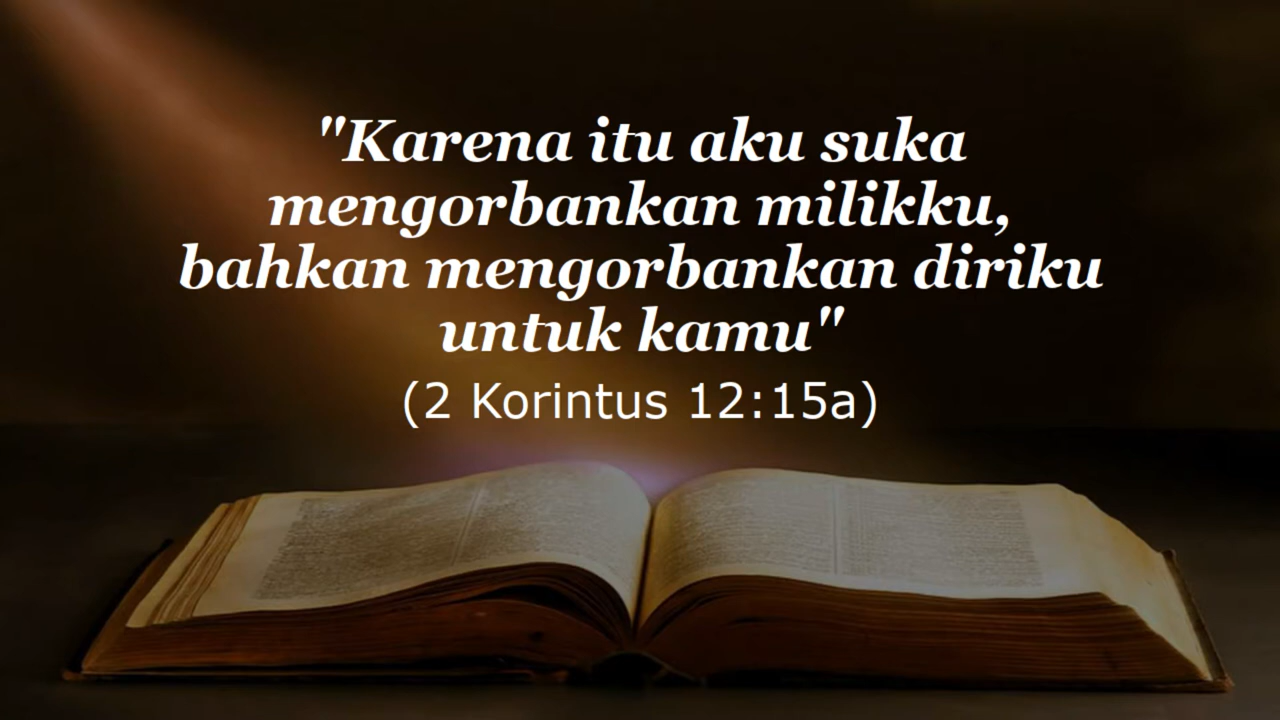 "Karena itu aku suka
mengorbankan milikku,
bahkan mengorbankan diriku
untuk kamu"
(2 Korintus 12:15a)